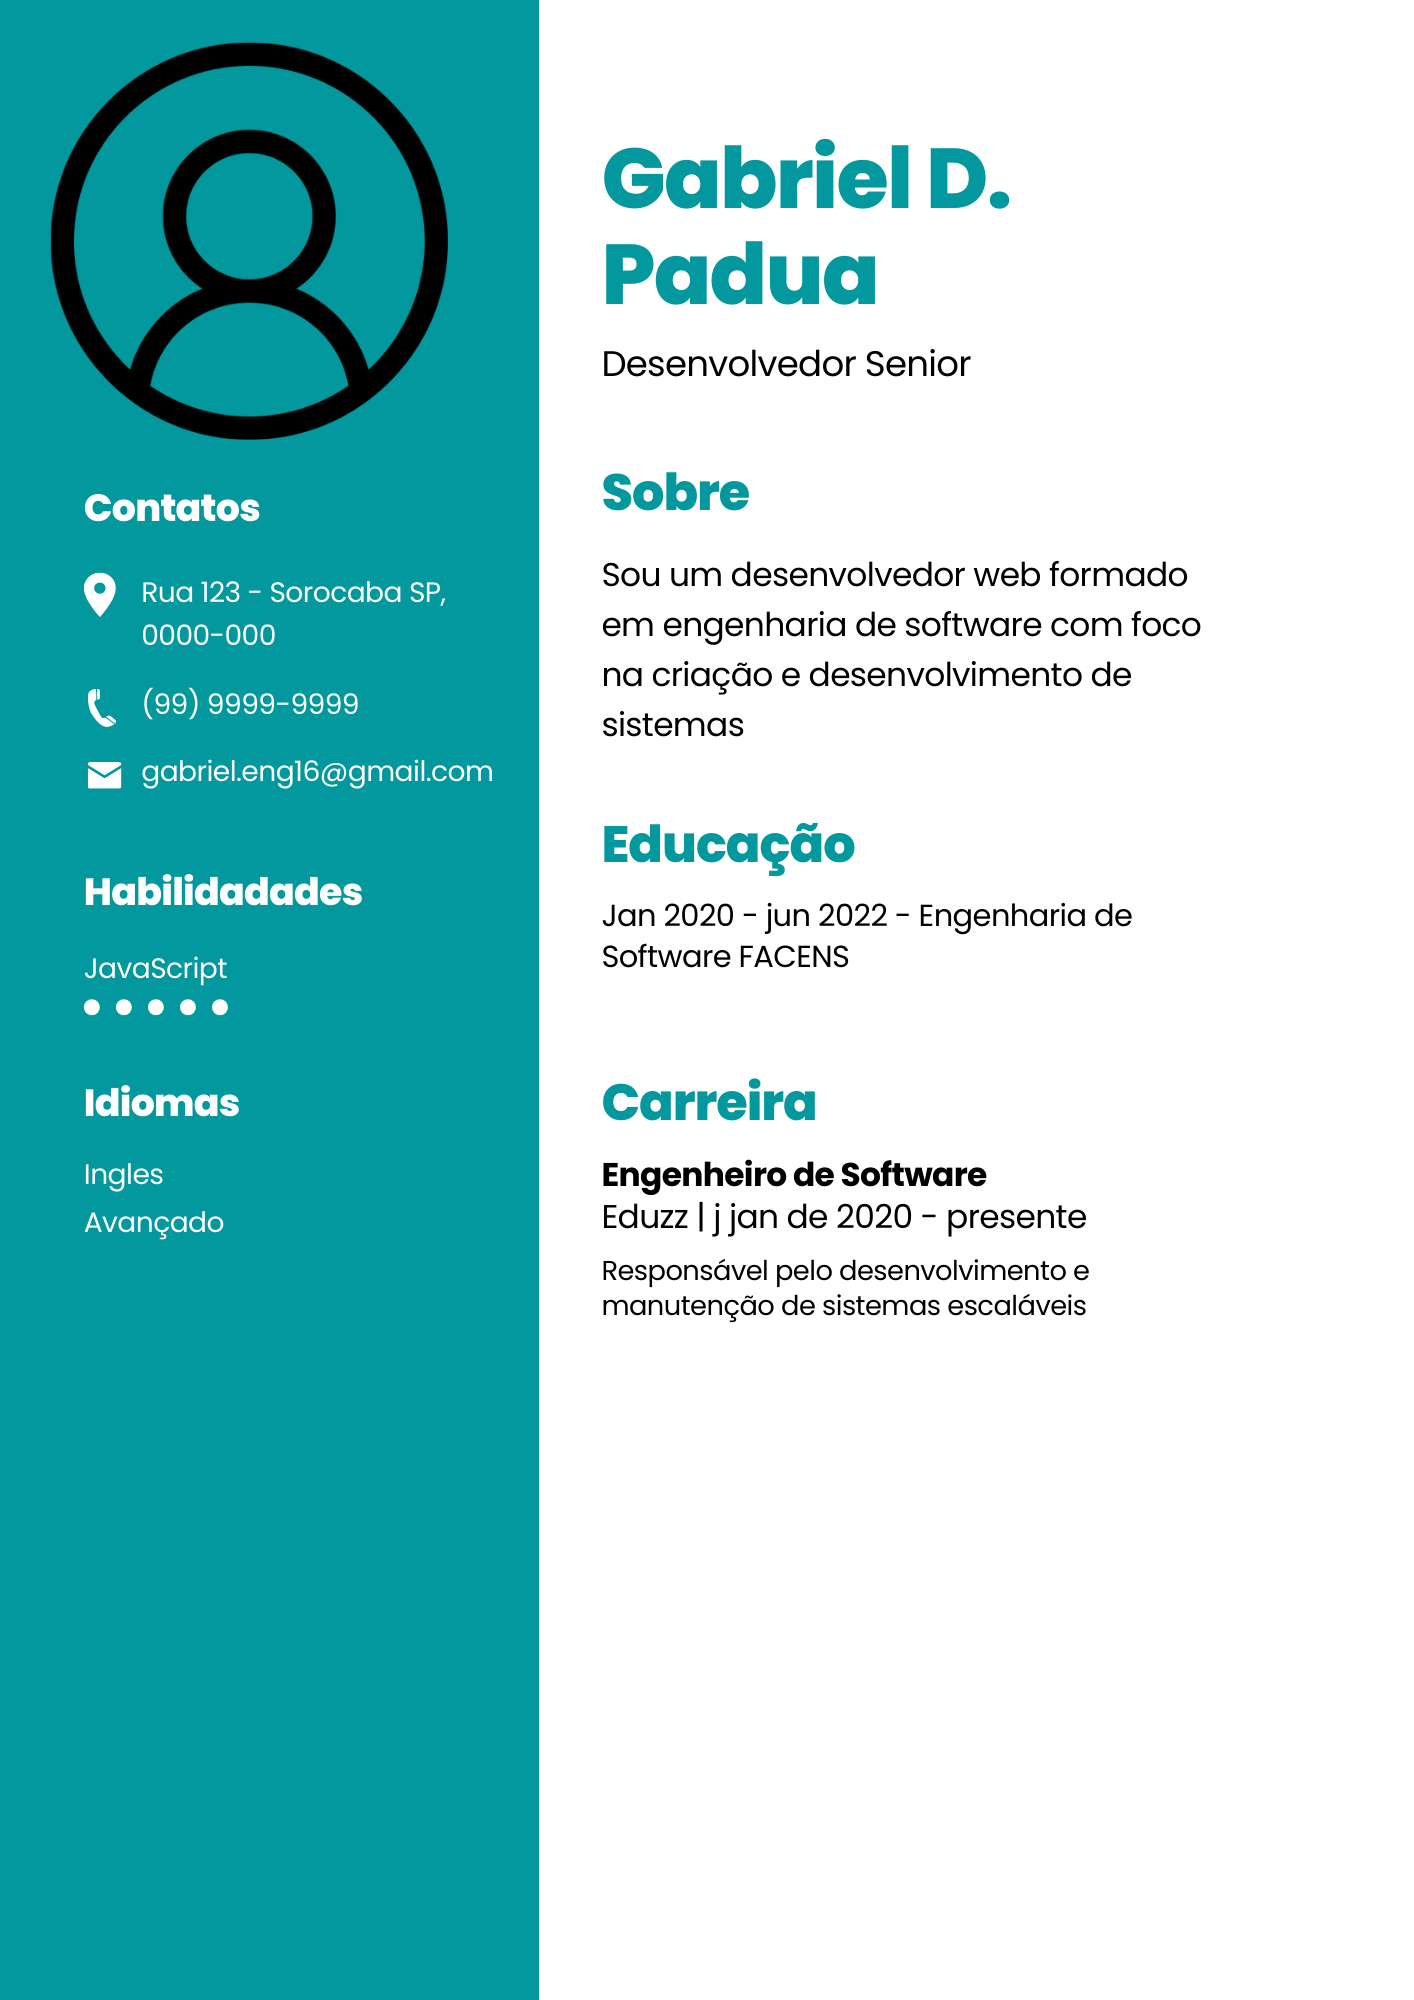 Contatos
Rua 123 - Sorocaba SP,
0000-000
(99) 9999-9999
gabriel.eng16@gmail.com
Habilidadades
JavaScript
Idiomas
Ingles
Avançado
Gabriel D.
Padua
Desenvolvedor Senior
Sobre
Sou um desenvolvedor web formado
em engenharia de software com foco
na criação e desenvolvimento de
sistemas
Educação
Jan 2020 - jun 2022 - Engenharia de
Software FACENS
Carreira
Engenheiro de Software
Eduzz | j jan de 2020 - presente
Responsável pelo desenvolvimento e
manutenção de sistemas escaláveis